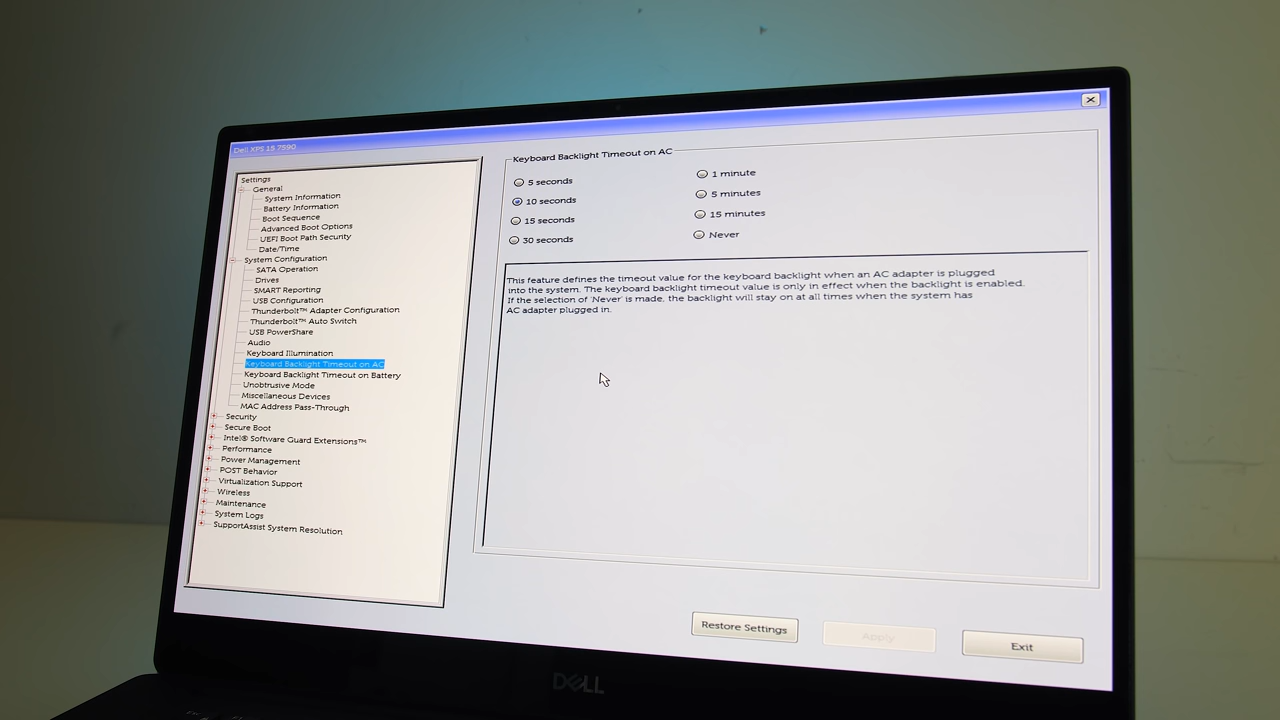 Dell XPS 15 7590
Settings
General
System Information
Battery Information
Boot Sequence
Advanced Boot Options
UEFI Boot Path Security
Date/Time
System Configuration
SATA Operation
Drives
SMART Reporting
USB Configuration
Thunderbolt™ Adapter Configuration
Thunderbolt™ Auto Switch
USB PowerShare
Audio
Keyboard Illumination
Keyboard Backlight Timeout on AC
Keyboard Backlight Timeout on Battery
Unobtrusive Mode
Miscellaneous Devices
MAC Address Pass-Through
Security
Secure Boot
Intel® Software Guard Extensions™
Performance
Power Management
POST Behavior
Virtualization Support
Wireless
Maintenance
System Logs
SupportAssist System Resolution
Keyboard Backlight Timeout on AC
5 seconds
10 seconds
15 seconds
30 seconds
1 minute
5 minutes
15 minutes
Never
This feature defines the timeout value for the keyboard backlight when an AC adapter is plugged
into the system. The keyboard backlight timeout value is only in effect when the backlight is enabled.
If the selection of 'Never' is made, the backlight will stay on at all times when the system has
AC adapter plugged in.
Restore Settings
Apply
Exit
DELL